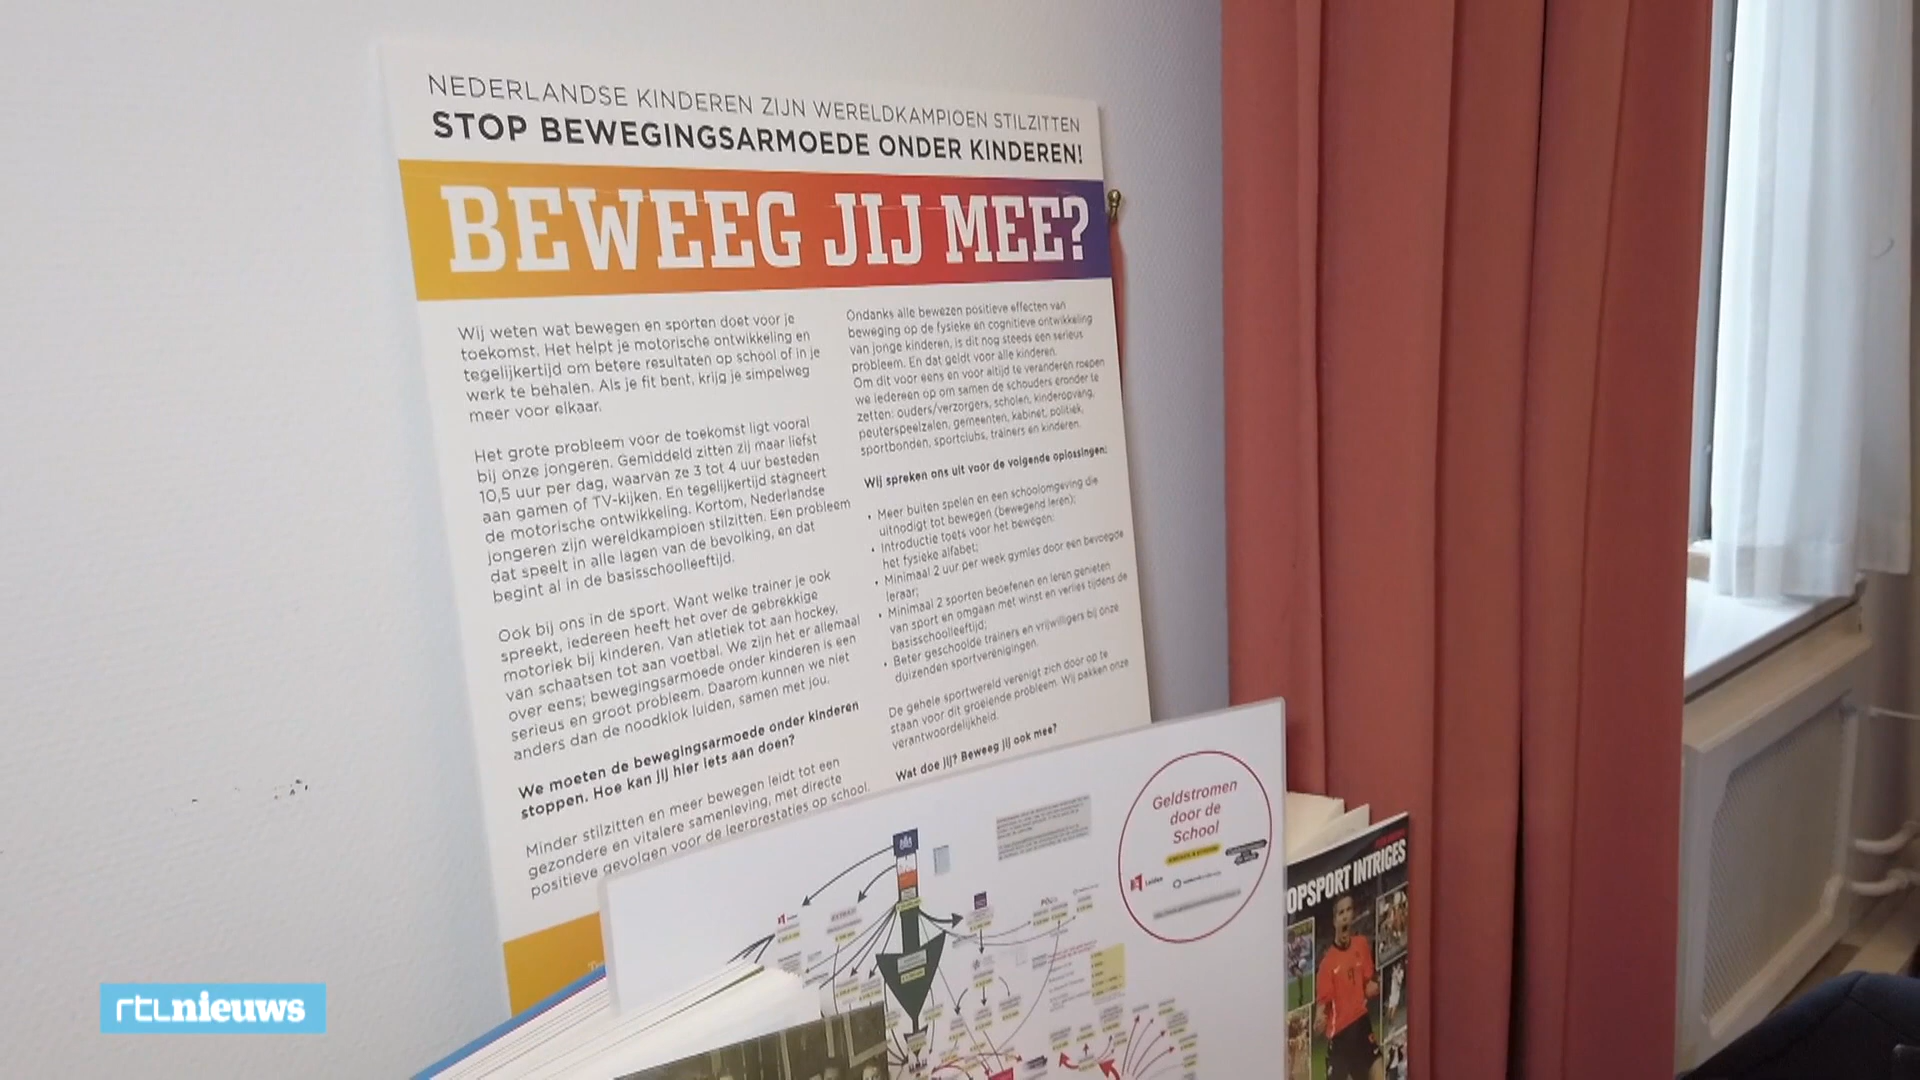 NEDERLANDSE KINDEREN ZIJN WERELDKAMPIOEN STILZITTEN
STOP BEWEGINGSARMOEDE ONDER KINDEREN!
BEWEEG JIJ MEE?
Wij weten wat bewegen en sporten doet voor je
toekomst. Het helpt je motorische ontwikkeling en
tegelijkertijd om betere resultaten op school of in je
werk te behalen. Als je fit bent, krijg je simpelweg
meer voor elkaar.
Het grote probleem voor de toekomst ligt vooral
bij onze jongeren. Gemiddeld zitten zij maar liefst
10,5 uur per dag, waarvan ze 3 tot 4 uur besteden
aan gamen of TV-kijken. En tegelijkertijd stagneert
de motorische ontwikkeling. Kortom, Nederlandse
jongeren zijn wereldkampioen stilzitten. Een probleem
dat speelt in alle lagen van de bevolking, en dat
begint al in de basisschoolleeftijd.
Ook bij ons in de sport. Want welke trainer je ook
spreekt, iedereen heeft het over de gebrekkige
motoriek bij kinderen. Van atletiek tot aan hockey,
van schaatsen tot aan voetbal. We zijn het er allemaal
over eens; bewegingsarmoede onder kinderen is een
serieus en groot probleem. Daarom kunnen we niet
anders dan de noodklok luiden, samen met jou.
We moeten de bewegingsarmoede onder kinderen
stoppen. Hoe kan jij hier iets aan doen?
Minder stilzitten en meer bewegen leidt tot een
gezondere en vitalere samenleving, met directe
positieve gevolgen voor de leerprestaties op school.
Ondanks alle bewezen positieve effecten van
beweging op de fysieke en cognitieve ontwikkeling
van jonge kinderen, is dit nog steeds een serieus
probleem. En dat geldt voor alle kinderen.
Om dit voor eens en voor altijd te veranderen roepen
we iedereen op om samen de schouders eronder te
zetten: ouders/verzorgers, scholen, kinderopvang,
peuterspeelzalen, gemeenten, kabinet, politiek,
sportbonden, sportclubs, trainers en kinderen.
Wij spreken ons uit voor de volgende oplossingen:
• Meer buiten spelen en een schoolomgeving die
uitnodigt tot bewegen (bewegend leren);
• Introductie toets voor het bewegen:
het fysieke alfabet;
• Minimaal 2 uur per week gymles door een bevoegde
leraar;
• Minimaal 2 sporten beoefenen en leren genieten
van sport en omgaan met winst en verlies tijdens de
basisschoolleeftijd;
• Beter geschoolde trainers en vrijwilligers bij onze
duizenden sportverenigingen.
De gehele sportwereld verenigt zich door op te
staan voor dit groeiende probleem. Wij pakken onze
verantwoordelijkheid.
Wat doe jij? Beweeg jij ook mee?
Geldstromen
door de
School
Leiden
OPSPORT INTRIGES
rtlnieuws